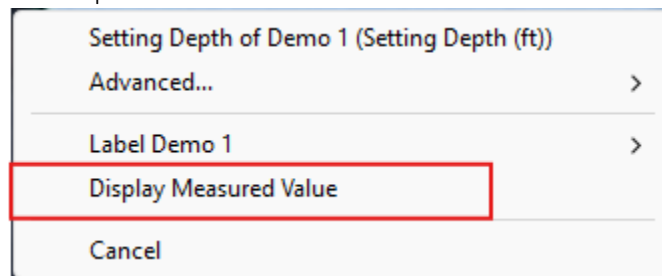 Setting Depth of Demo 1 (Setting Depth (ft))
Advanced...
Label Demo 1
Display Measured Value
Cancel